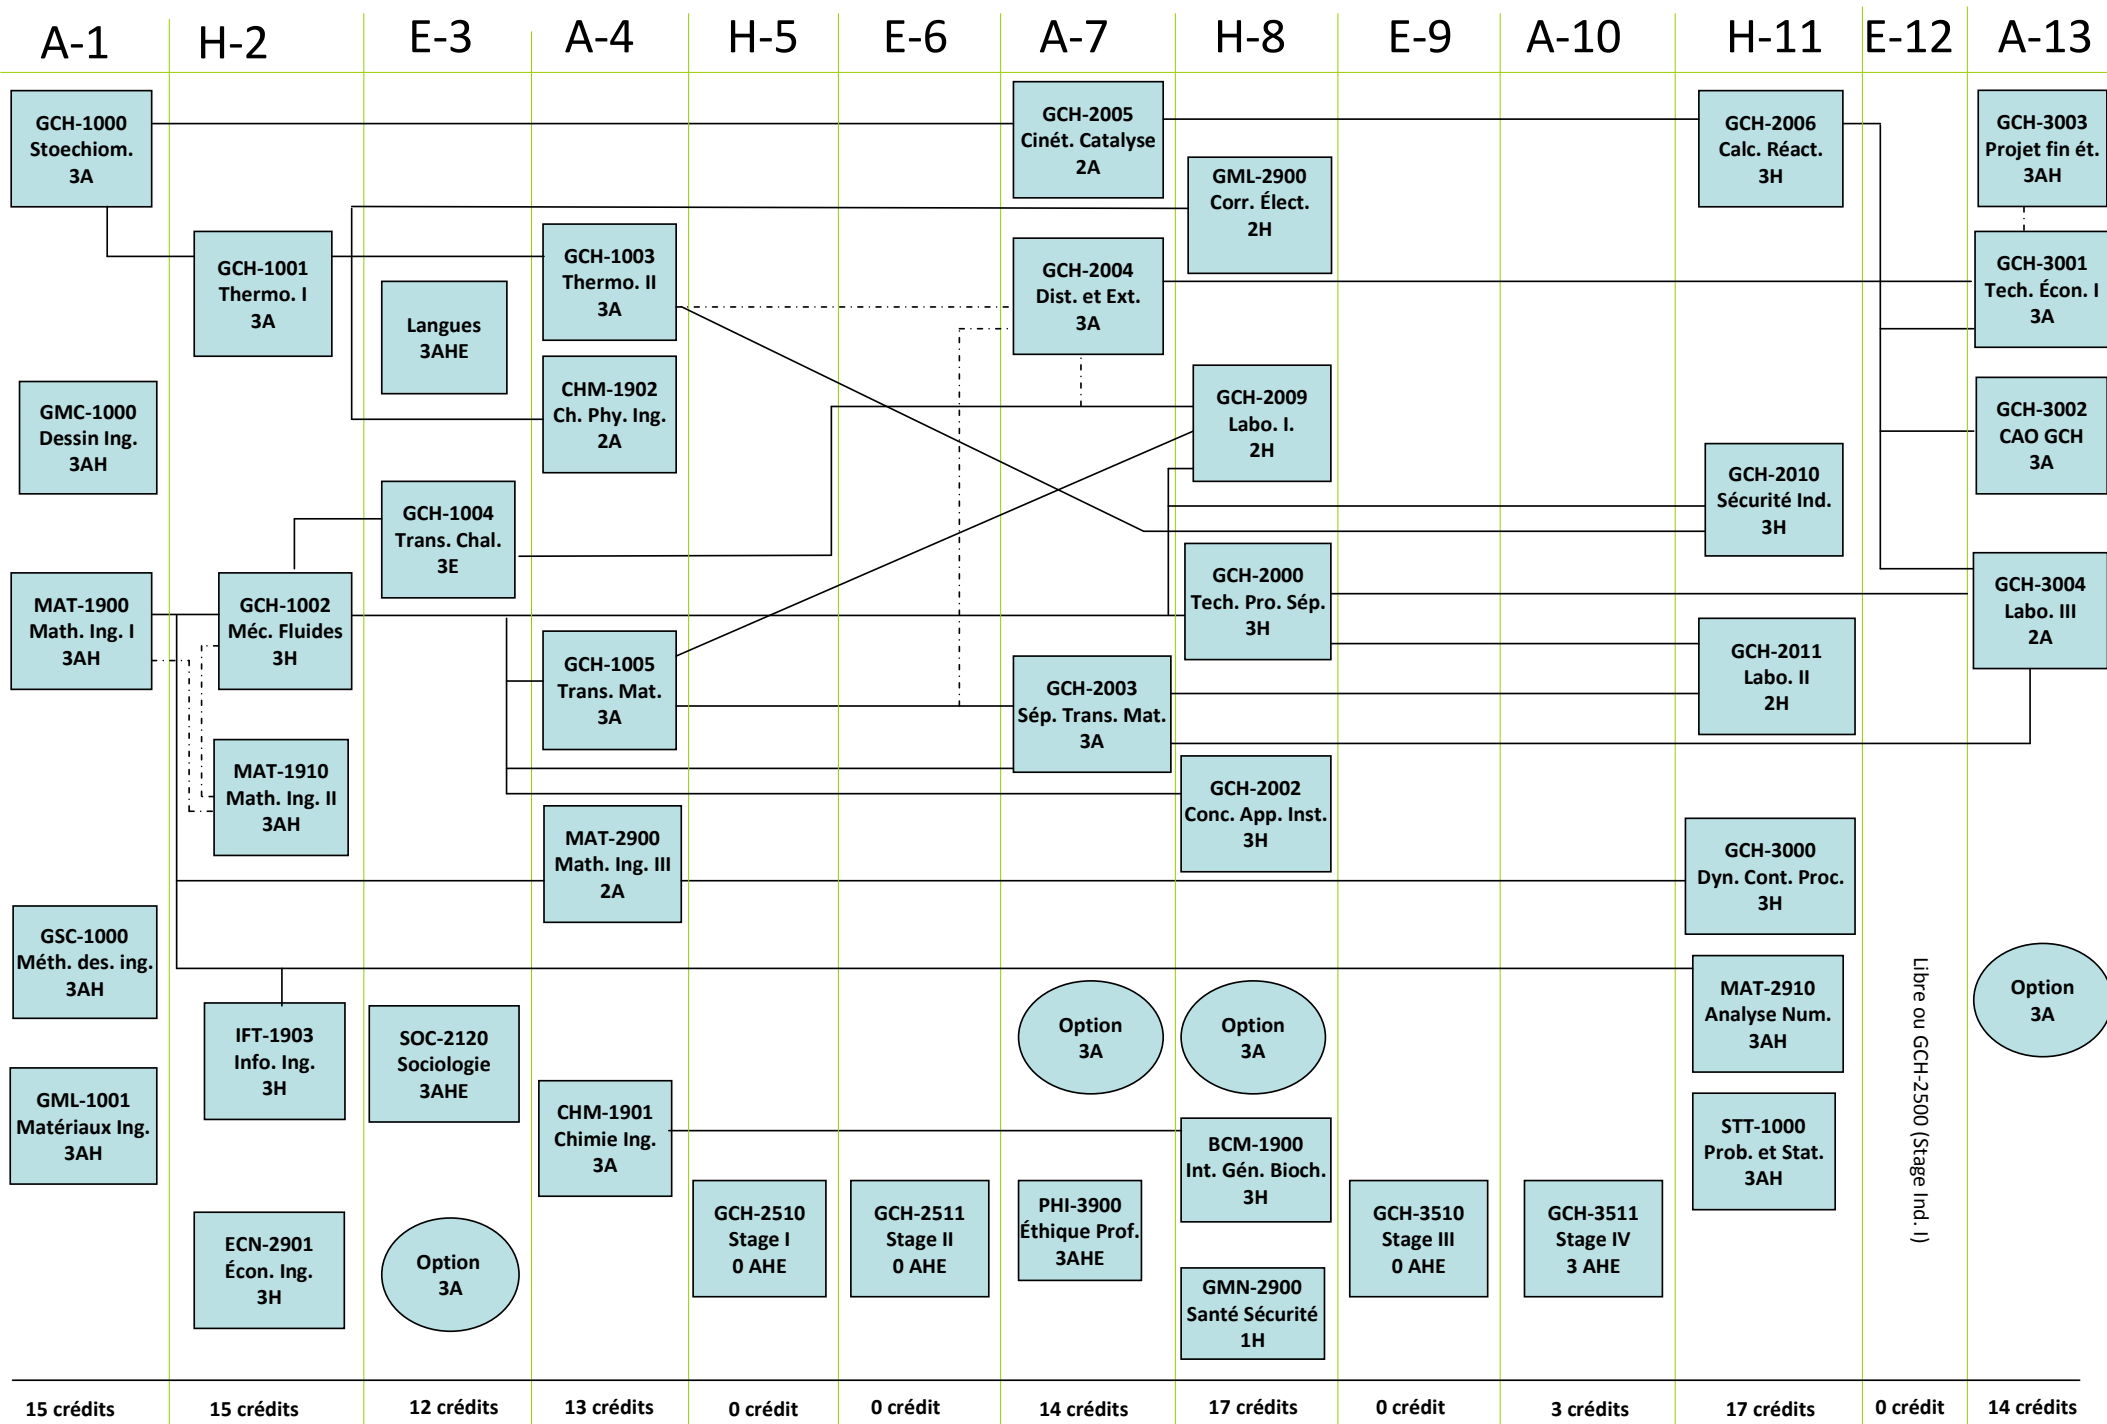 A-1
H-2
E-3
A-4
H-5
E-6
A-7
H-8
E-9
A-10
H-11
E-12
A-13
GCH-1000
Stoechiom.
3A
GMC-1000
Dessin Ing.
3AH
MAT-1900
Math. Ing. I
3AH
GSC-1000
Méth. des. ing.
3AH
GML-1001
Matériaux Ing.
3AH
GCH-1001
Thermo. I
3A
GCH-1002
Méc. Fluides
3H
MAT-1910
Math. Ing. II
3AH
IFT-1903
Info. Ing.
3H
ECN-2901
Écon. Ing.
3H
Langues
3AHE
GCH-1004
Trans. Chal.
3E
SOC-2120
Sociologie
3AHE
Option
3A
GCH-1003
Thermo. II
3A
CHM-1902
Ch. Phy. Ing.
2A
GCH-1005
Trans. Mat.
3A
MAT-2900
Math. Ing. III
2A
CHM-1901
Chimie Ing.
3A
GCH-2510
Stage I
0 AHE
GCH-2511
Stage II
0 AHE
GCH-2005
Cinét. Catalyse
2A
GCH-2004
Dist. et Ext.
3A
GCH-2003
Sép. Trans. Mat.
3A
Option
3A
PHI-3900
Éthique Prof.
3AHE
GML-2900
Corr. Élect.
2H
GCH-2009
Labo. I.
2H
GCH-2000
Tech. Pro. Sép.
3H
GCH-2002
Conc. App. Inst.
3H
Option
3A
BCM-1900
Int. Gén. Bioch.
3H
GMN-2900
Santé Sécurité
1H
GCH-3510
Stage III
0 AHE
GCH-3511
Stage IV
3 AHE
GCH-2006
Calc. Réact.
3H
GCH-2010
Sécurité Ind.
3H
GCH-2011
Labo. II
2H
GCH-3000
Dyn. Cont. Proc.
3H
MAT-2910
Analyse Num.
3AH
STT-1000
Prob. et Stat.
3AH
Libre ou GCH-2500 (Stage Ind. I)
GCH-3003
Projet fin ét.
3AH
GCH-3001
Tech. Écon. I
3A
GCH-3002
CAO GCH
3A
GCH-3004
Labo. III
2A
Option
3A
15 crédits
15 crédits
12 crédits
13 crédits
0 crédit
0 crédit
14 crédits
17 crédits
0 crédit
3 crédits
17 crédits
0 crédit
14 crédits